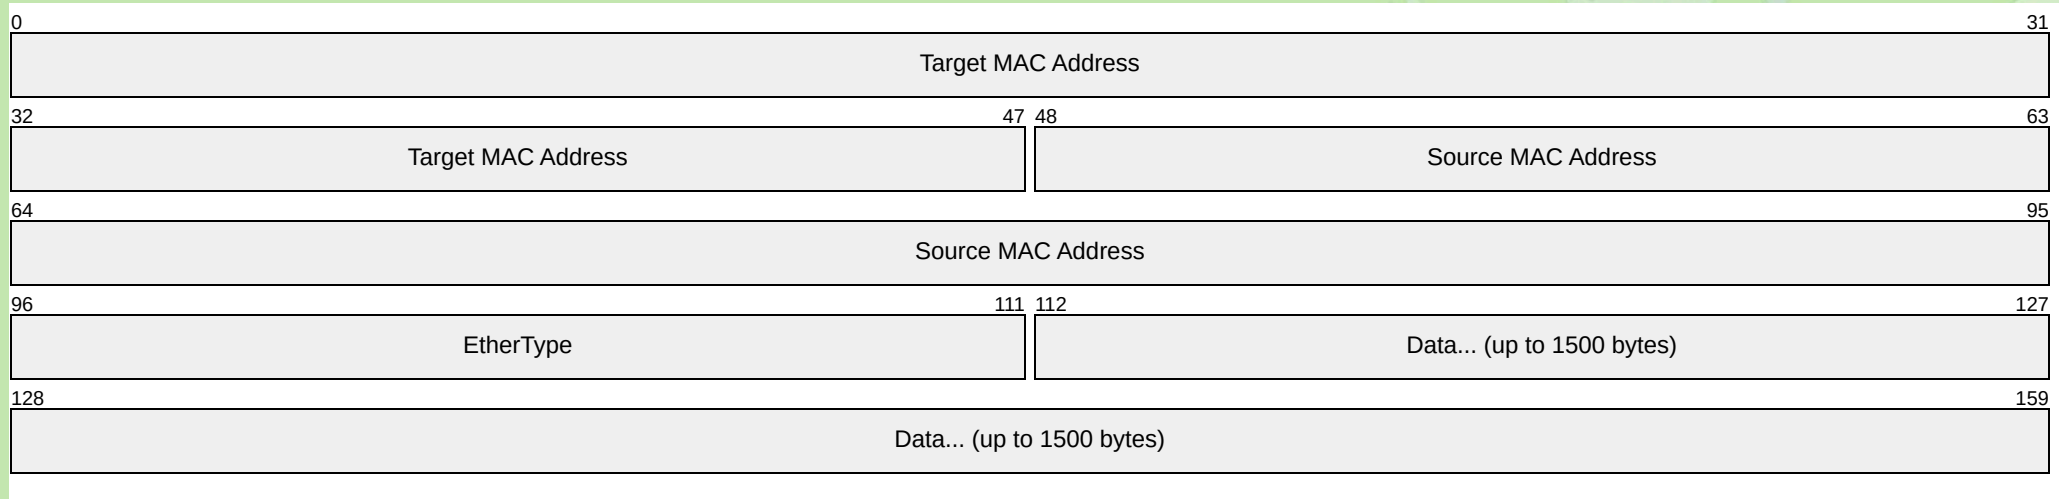 0 31
Target MAC Address
32 47 48 63
Target MAC Address Source MAC Address
64 95
Source MAC Address
96 111 112 127
EtherType Data... (up to 1500 bytes)
128 159
Data... (up to 1500 bytes)